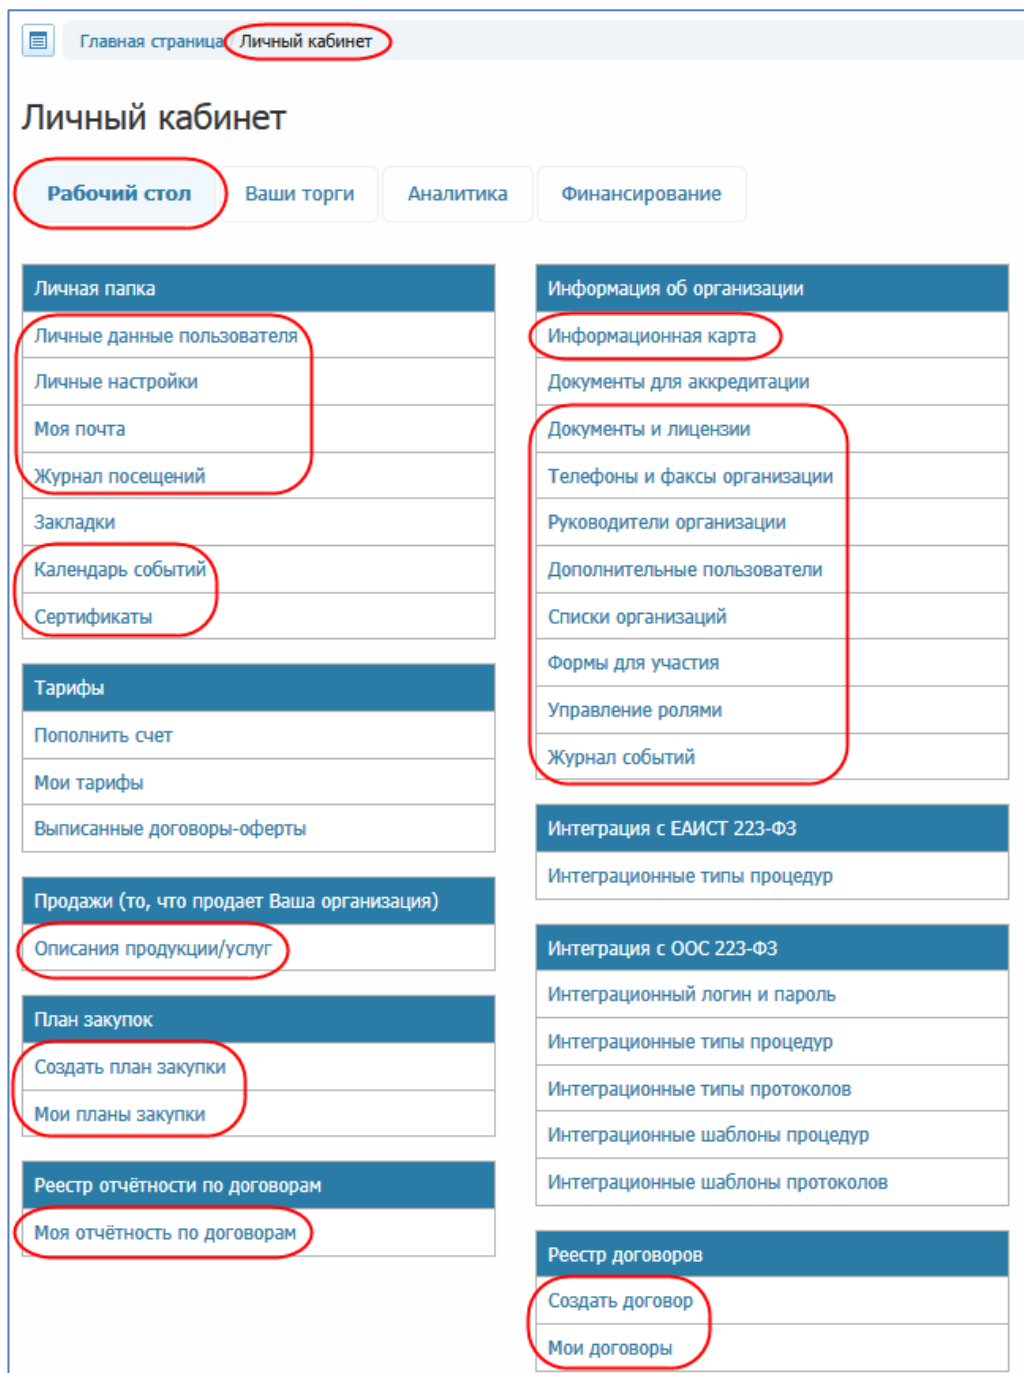 Главная страница / Личный кабинет
Личный кабинет
Рабочий стол
Ваши торги
Аналитика
Финансирование
Личная папка
Личные данные пользователя
Личные настройки
Моя почта
Журнал посещений
Закладки
Календарь событий
Сертификаты
Тарифы
Пополнить счет
Мои тарифы
Выписанные договоры-оферты
Продажи (то, что продает Ваша организация)
Описания продукции/услуг
План закупок
Создать план закупки
Мои планы закупки
Реестр отчётности по договорам
Моя отчётность по договорам
Информация об организации
Информационная карта
Документы для аккредитации
Документы и лицензии
Телефоны и факсы организации
Руководители организации
Дополнительные пользователи
Списки организаций
Формы для участия
Управление ролями
Журнал событий
Интеграция с ЕАИСТ 223-ФЗ
Интеграционные типы процедур
Интеграция с ООС 223-ФЗ
Интеграционный логин и пароль
Интеграционные типы процедур
Интеграционные типы протоколов
Интеграционные шаблоны процедур
Интеграционные шаблоны протоколов
Реестр договоров
Создать договор
Мои договоры